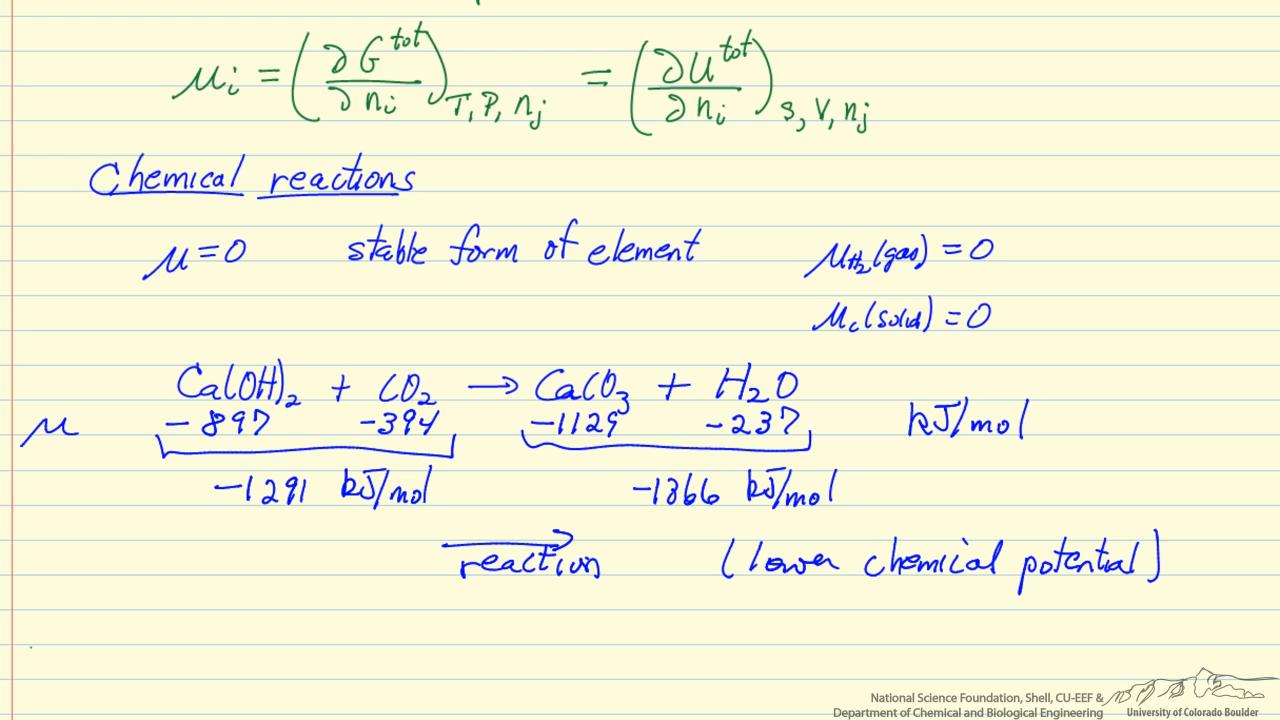 μi = (∂G^tot / ∂ni)T, P, nj = (∂U^tot / ∂ni)S, V, nj
Chemical reactions
μ = 0 stable form of element μH2(gas) = 0
μC(solid) = 0
Ca(OH)2 + CO2 → CaCO3 + H2O
μ -897 -394 -1129 -237 kJ/mol
-1291 kJ/mol -1366 kJ/mol
reaction (lower chemical potential)
National Science Foundation, Shell, CU-EEF &
Department of Chemical and Biological Engineering University of Colorado Boulder